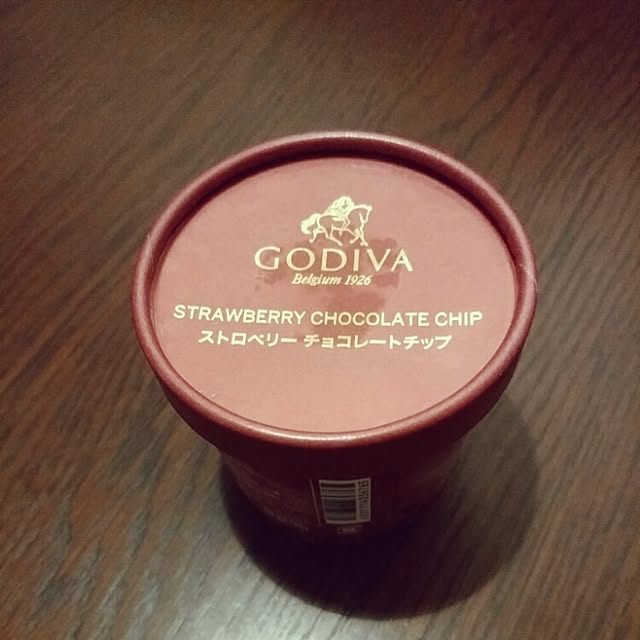 GODIVA
Belgium 1926
STRAWBERRY CHOCOLATE CHIP
ストロベリー チョコレートチップ